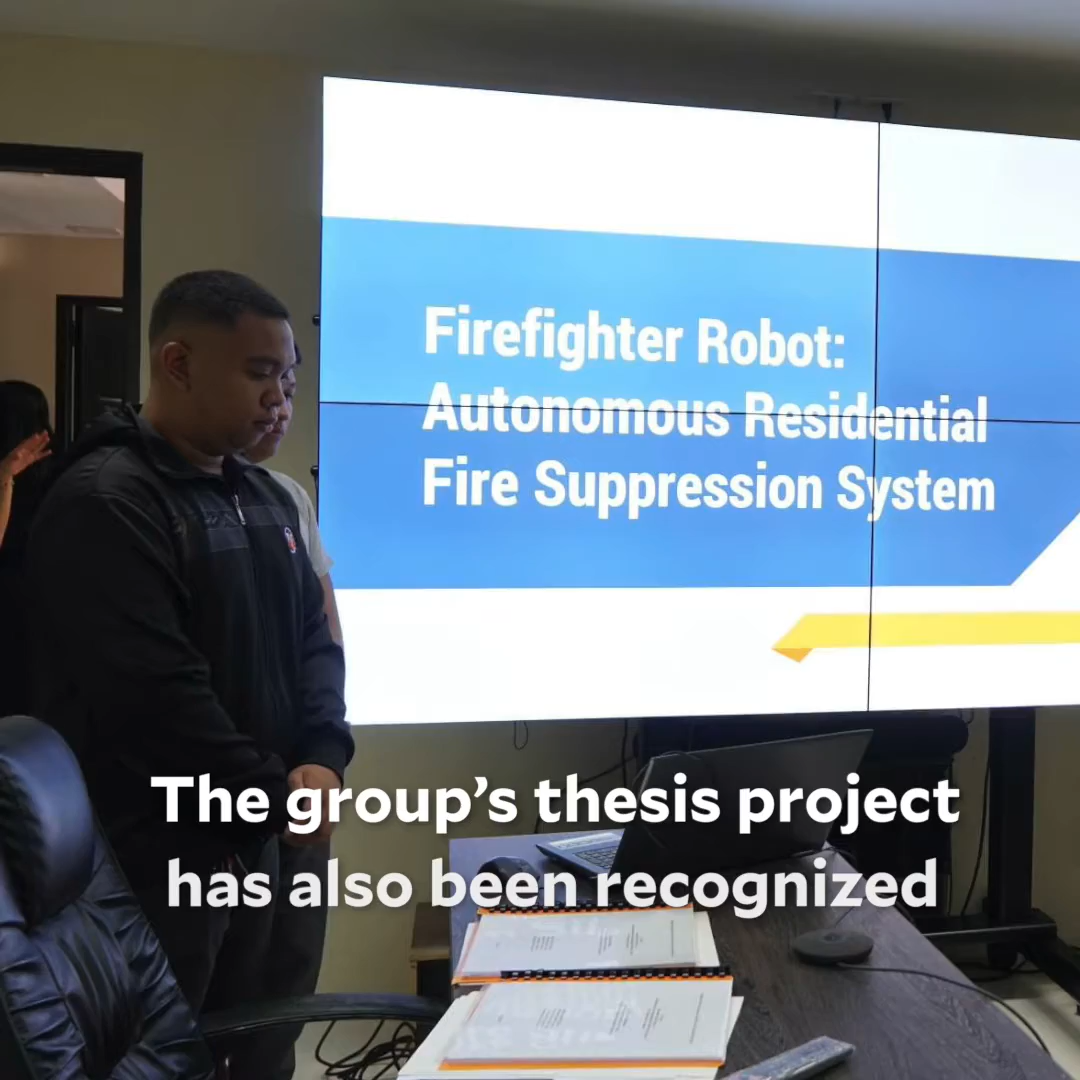 Firefighter Robot:
Autonomous Residential
Fire Suppression System
The group’s thesis project
has also been recognized